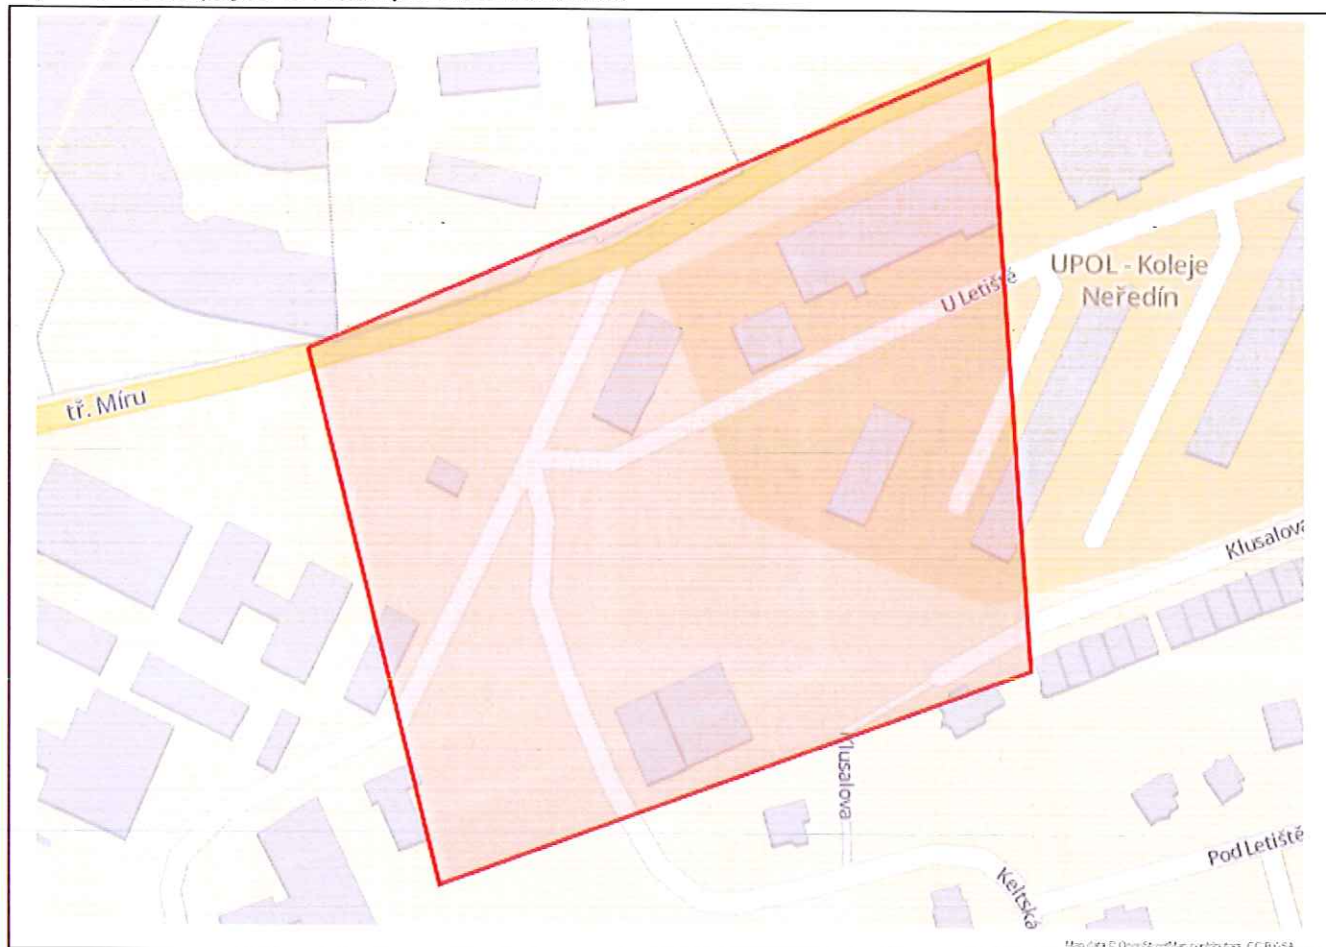 U Letiště
UPOL - Koleje
Neředín
tř. Míru
Klusalova
Klusalova
Pod Letiště
Keltská